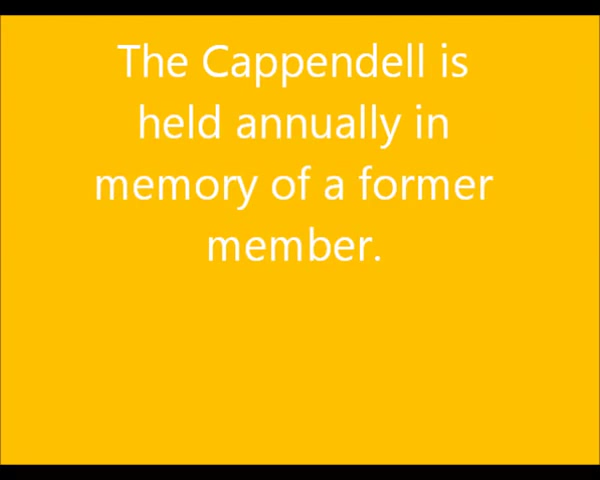 The Cappendell is
held annually in
memory of a former
member.